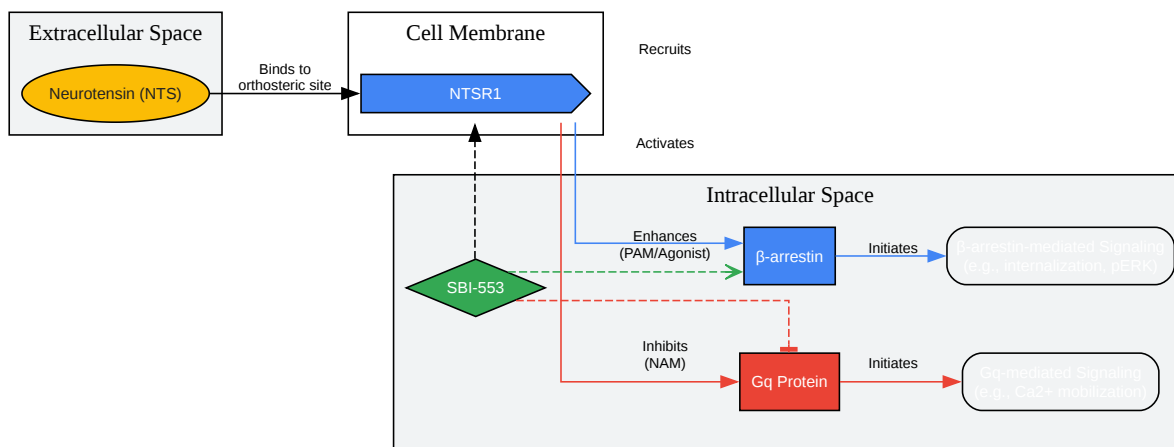 Extracellular Space
Neurotensin (NTS)
Binds to
orthosteric site
Cell Membrane
NTSR1
Recruits
Activates
Intracellular Space
Enhances
(PAM/Agonist)
β-arrestin
Initiates
β-arrestin-mediated Signaling
(e.g., internalization, pERK)
SBI-553
Inhibits
(NAM)
Gq Protein
Initiates
Gq-mediated Signaling
(e.g., Ca2+ mobilization)